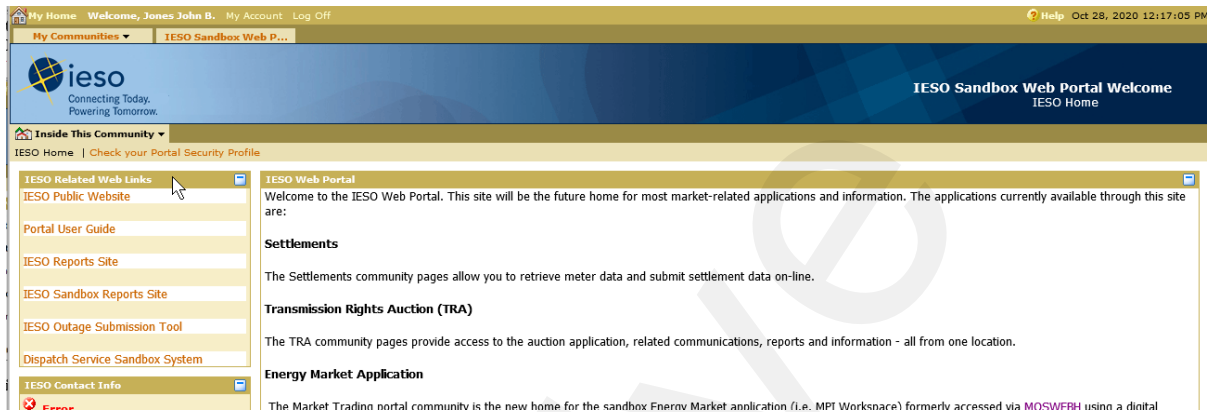 My Home Welcome, Jones John B. My Account Log Off
Help Oct 28, 2020 12:17:05 PM
My Communities IESO Sandbox Web P...
ieso
Connecting Today.
Powering Tomorrow.
IESO Sandbox Web Portal Welcome
IESO Home
Inside This Community
IESO Home | Check your Portal Security Profile
IESO Related Web Links
IESO Public Website
Portal User Guide
IESO Reports Site
IESO Sandbox Reports Site
IESO Outage Submission Tool
Dispatch Service Sandbox System
IESO Contact Info
Error
IESO Web Portal
Welcome to the IESO Web Portal. This site will be the future home for most market-related applications and information. The applications currently available through this site
are:
Settlements
The Settlements community pages allow you to retrieve meter data and submit settlement data on-line.
Transmission Rights Auction (TRA)
The TRA community pages provide access to the auction application, related communications, reports and information - all from one location.
Energy Market Application
The Market Trading portal community is the new home for the sandbox Energy Market application (i.e. MPI Workspace) formerly accessed via MOSWEBH using a digital